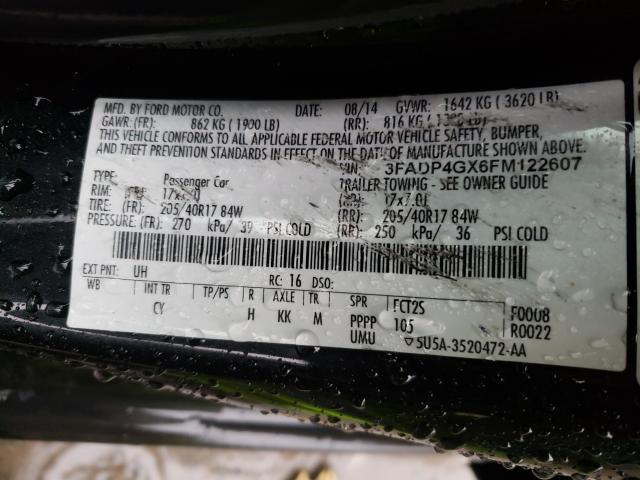 MFD. BY FORD MOTOR CO. DATE: 08/14 GVWR: 1642 KG ( 3620 LB)
GAWR: (FR): 862 KG ( 1900 LB) (RR): 816 KG LB)
THIS VEHICLE CONFORMS TO ALL APPLICABLE FEDERAL MOTOR VEHICLE SAFETY, BUMPER,
AND THEFT PREVENTION STANDARDS IN EFFECT ON THE DATE OF MANUFACTURE SHOWN ABOVE.
VIN: 3FADP4GX6FM122607
TYPE: Passenger Car TRAILER TOWING - SEE OWNER GUIDE
RIM: 17x7.0J 17x7.0J
TIRE: (FR): 205/40R17 84W (RR): 205/40R17 84W
PRESSURE: (FR) 270 kPa/ 39 PSI COLD (RR): 250 kPa/ 36 PSI COLD
EXT PNT: UH RC: 16 DSO:
WB INT TR TP/PS R AXLE TR SPR FCT2S F0008
CY H KK M PPPP 105 R0022
UMU SU5A-3520472-AA